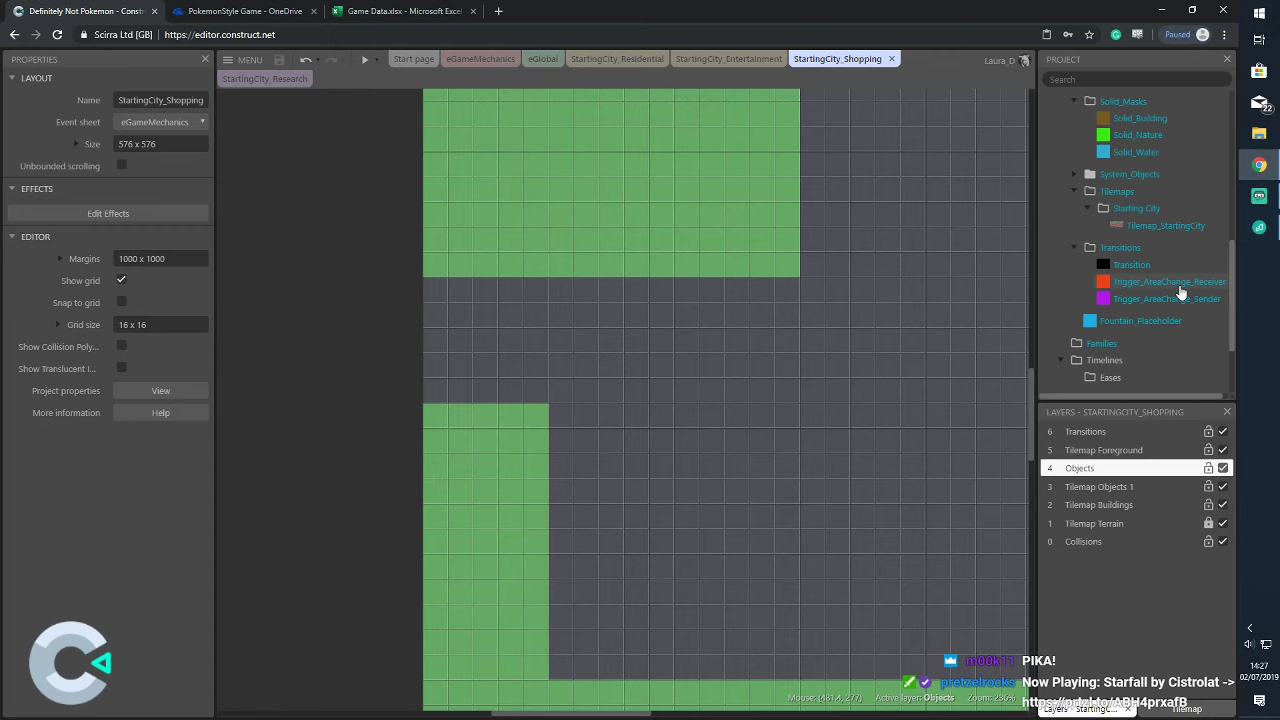 Definitely Not Pokemon - Constr
PokemonStyle Game - OneDrive
Game Data.xlsx - Microsoft Excel
Scirra Ltd [GB] https://editor.construct.net
Paused
PROPERTIES
MENU
Start page
eGameMechanics
eGlobal
StartingCity_Residential
StartingCity_Entertainment
StartingCity_Shopping
Laura_D
StartingCity_Research
LAYOUT
Name StartingCity_Shopping
Event sheet eGameMechanics
Size 576 x 576
Unbounded scrolling
EFFECTS
Edit Effects
EDITOR
Margins 1000 x 1000
Show grid
Snap to grid
Grid size 16 x 16
Show Collision Poly...
Show Translucent I...
Project properties View
More information Help
PROJECT
Search
Solid_Masks
Solid_Building
Solid_Nature
Solid_Water
System_Objects
Tilemaps
Starting City
Tilemap_StartingCity
Transitions
Transition
Trigger_AreaChange_Receiver
Trigger_AreaChange_Sender
Fountain_Placeholder
Families
Timelines
Eases
LAYERS - STARTINGCITY_SHOPPING
6 Transitions
5 Tilemap Foreground
4 Objects
3 Tilemap Objects 1
2 Tilemap Buildings
1 Tilemap Terrain
0 Collisions
m00k11 PIKA!
pretzelrocks Now Playing: Starfall by Cistrolat ->
Active layer: Objects Zoom: 236%
Tilemap
22
14:27
02/07/2019